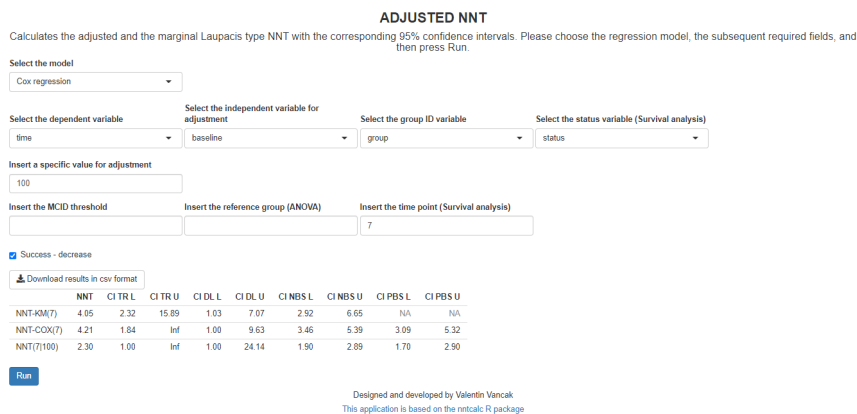 ADJUSTED NNT
Calculates the adjusted and the marginal Laupacis type NNT with the corresponding 95% confidence intervals. Please choose the regression model, the subsequent required fields, and
then press Run.
Select the model
Cox regression
Select the dependent variable
Select the independent variable for
adjustment
Select the group ID variable
Select the status variable (Survival analysis)
time
baseline
group
status
Insert a specific value for adjustment
100
Insert the MCID threshold
Insert the reference group (ANOVA)
Insert the time point (Survival analysis)
7
Success - decrease
Download results in csv format
NNT CI TR L CI TR U CI DL L CI DL U CI NBS L CI NBS U CI PBS L CI PBS U
NNT-KM(7) 4.05 2.32 15.89 1.03 7.07 2.92 6.65 NA NA
NNT-COX(7) 4.21 1.84 Inf 1.00 9.63 3.46 5.39 3.09 5.32
NNT(7|100) 2.30 1.00 Inf 1.00 24.14 1.90 2.89 1.70 2.90
Run
Designed and developed by Valentin Vancak
This application is based on the nntcalc R package